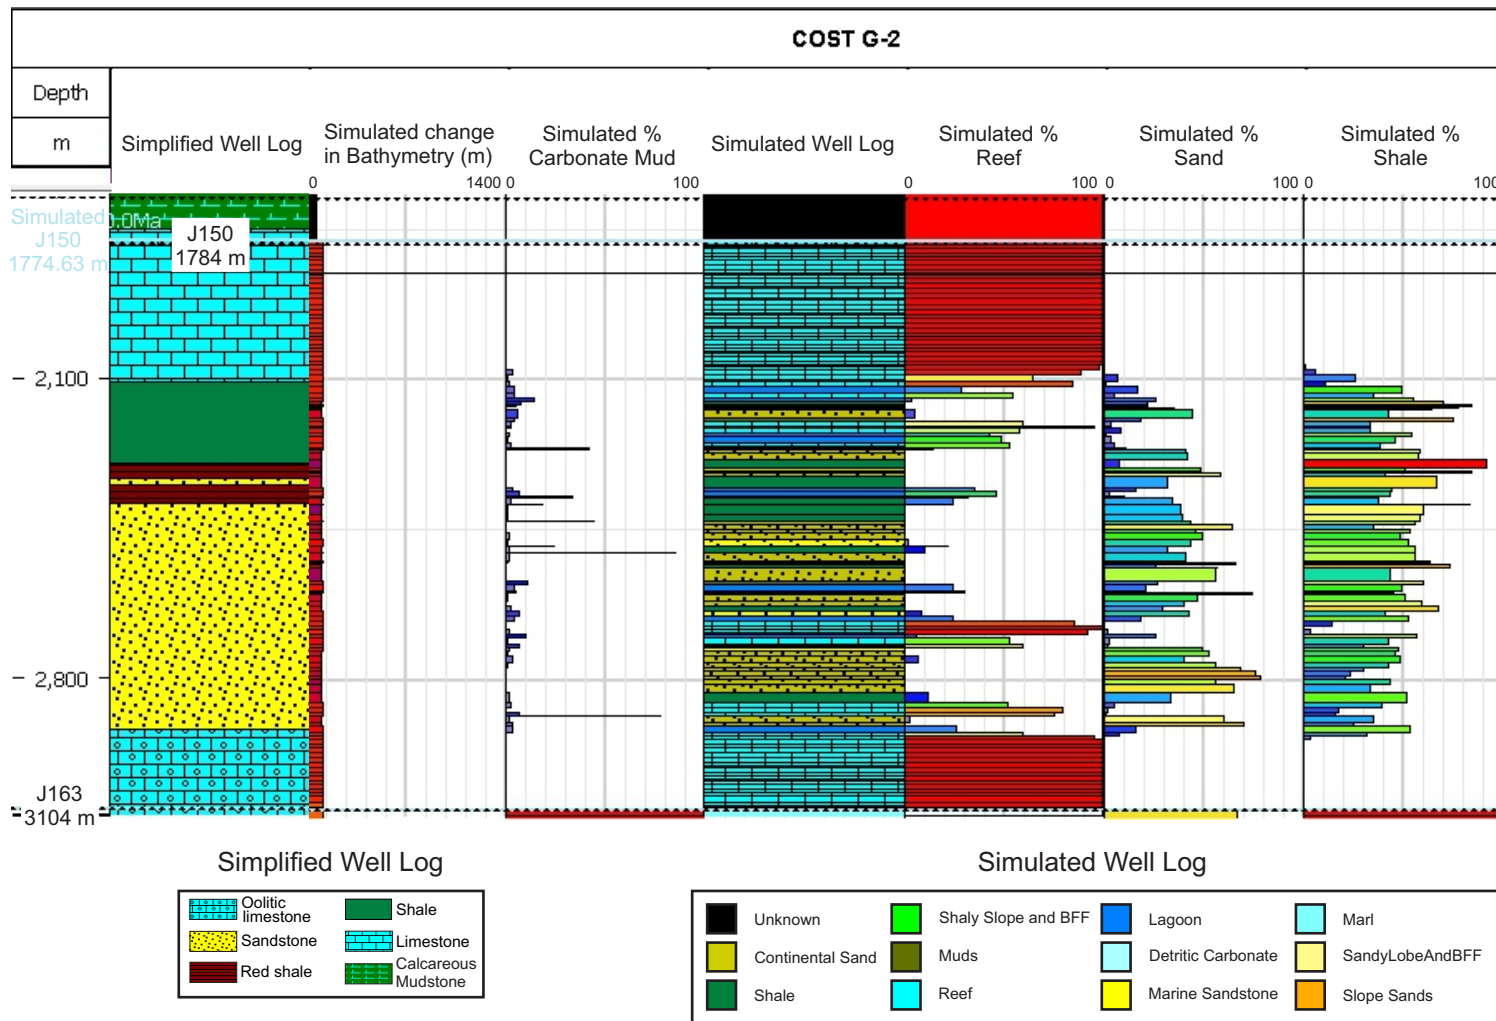 COST G-2
Depth
m
Simplified Well Log
Simulated change
in Bathymetry (m)
Simulated %
Carbonate Mud
Simulated Well Log
Simulated %
Reef
Simulated %
Sand
Simulated %
Shale
0 1400
0 100
0 100
0 100
0 100
Simulated
J150
1774.63 m
0.0Ma
J150
1784 m
2,100
2,800
J163
3104 m
Simplified Well Log
Oolitic
limestone
Shale
Sandstone
Limestone
Red shale
Calcareous
Mudstone
Simulated Well Log
Unknown
Shaly Slope and BFF
Lagoon
Marl
Continental Sand
Muds
Detritic Carbonate
SandyLobeAndBFF
Shale
Reef
Marine Sandstone
Slope Sands